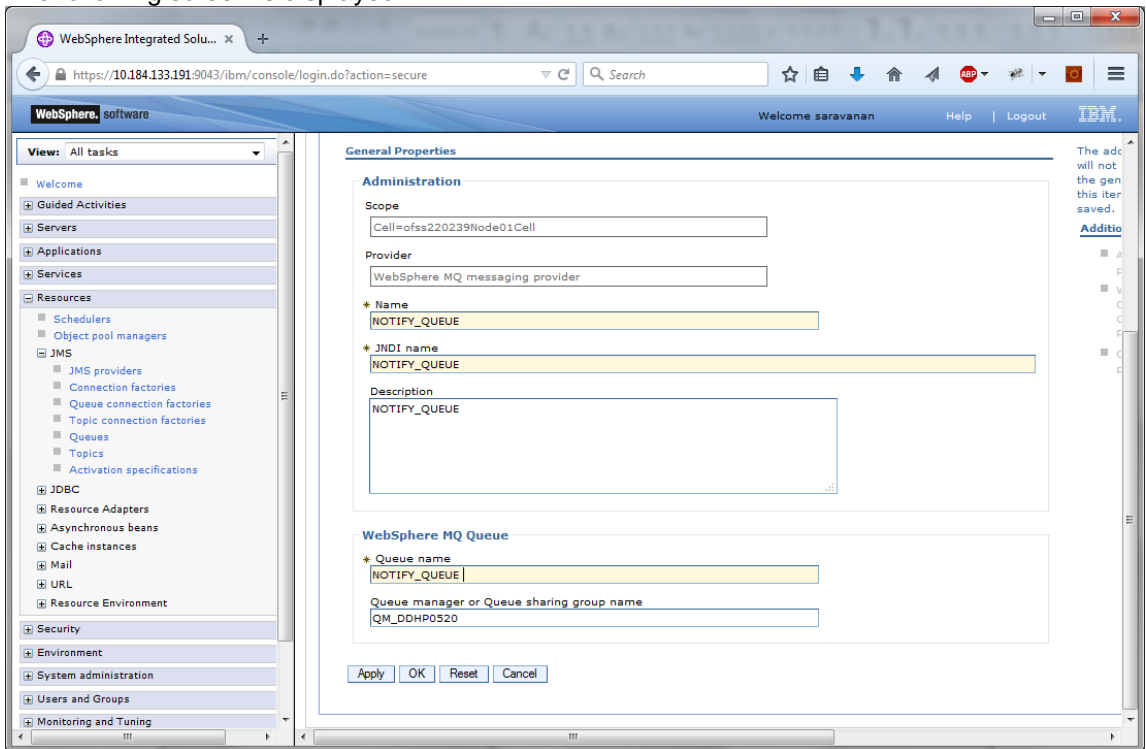 WebSphere Integrated Solu... × +
https://10.184.133.191:9043/ibm/console/login.do?action=secure Search ABP
WebSphere. software Welcome saravanan Help | Logout IBM.
View: All tasks
Welcome
Guided Activities
Servers
Applications
Services
Resources
Schedulers
Object pool managers
JMS
JMS providers
Connection factories
Queue connection factories
Topic connection factories
Queues
Topics
Activation specifications
JDBC
Resource Adapters
Asynchronous beans
Cache instances
Mail
URL
Resource Environment
Security
Environment
System administration
Users and Groups
Monitoring and Tuning
General Properties
Administration
Scope
Cell=ofss220239Node01Cell
Provider
WebSphere MQ messaging provider
* Name
NOTIFY_QUEUE
* JNDI name
NOTIFY_QUEUE
Description
NOTIFY_QUEUE
WebSphere MQ Queue
* Queue name
NOTIFY_QUEUE
Queue manager or Queue sharing group name
QM_DDHP0520
Apply OK Reset Cancel
The
will not
the gen
this
saved.
Additio